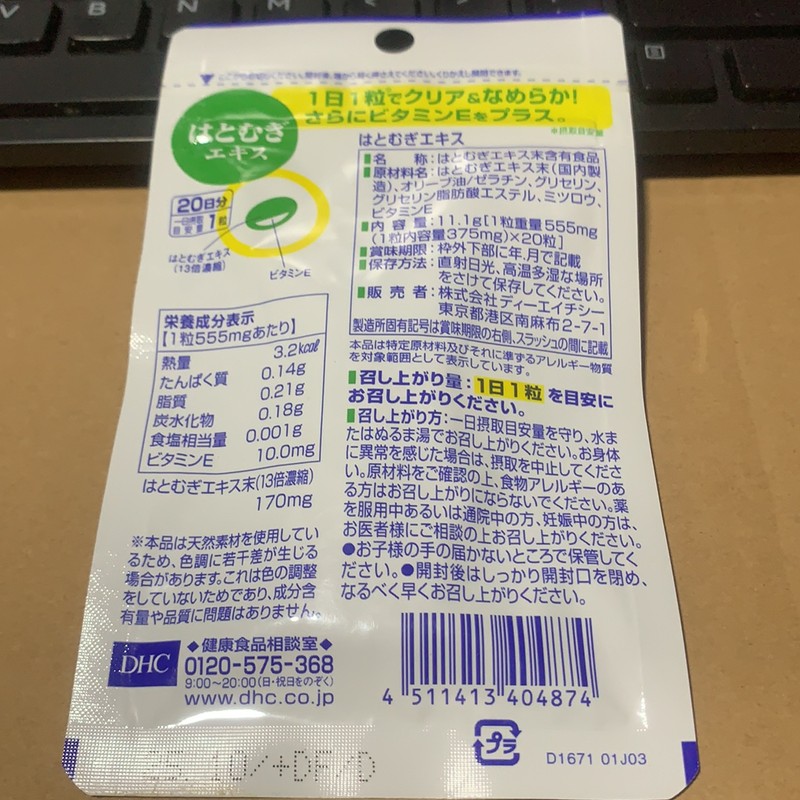 1日1粒でクリア&なめらか!
さらにビタミンEをプラス。
※摂取目安量
はとむぎ
エキス
20日分
一日摂取目安量 1粒
はとむぎエキス
(13倍濃縮)
ビタミンE
はとむぎエキス
■名 称:はとむぎエキス末含有食品
■原材料名:はとむぎエキス末(国内製
造)、オリーブ油/ゼラチン、グリセリン、
グリセリン脂肪酸エステル、ミツロウ、
ビタミンE
■内 容 量:11.1g[1粒重量555mg
(1粒内容量375mg)×20粒]
■賞味期限:枠外下部に年.月で記載
■保存方法:直射日光、高温多湿な場所
をさけて保存してください。
■販 売 者:株式会社ディーエイチシー
東京都港区南麻布2-7-1
製造所固有記号は賞味期限の右側、スラッシュの間に記載
本品は特定原材料及びそれに準ずるアレルギー物質
を対象範囲として表示しています。
栄養成分表示
[1粒555mgあたり]
熱量 3.2kcal
たんぱく質 0.14g
脂質 0.21g
炭水化物 0.18g
食塩相当量 0.001g
ビタミンE 10.0mg
はとむぎエキス末(13倍濃縮)
170mg
■召し上がり量:1日1粒を目安に
お召し上がりください。
■召し上がり方:一日摂取目安量を守り、水ま
たはぬるま湯でお召し上がりください。お身体
に異常を感じた場合は、摂取を中止してくださ
い。原材料をご確認の上、食物アレルギーのあ
る方はお召し上がりにならないでください。薬
を服用中あるいは通院中の方、妊娠中の方は、
お医者様にご相談の上お召し上がりください。
●お子様の手の届かないところで保管してく
ださい。●開封後はしっかり開封口を閉め、
なるべく早くお召し上がりください。
※本品は天然素材を使用してい
るため、色調に若干差が生じる
場合があります。これは色の調整
をしていないためであり、成分含
有量や品質に問題はありません。
DHC
◆健康食品相談室◆
0120-575-368
9:00~20:00(日・祝日をのぞく)
www.dhc.co.jp
4 511413 404874
プラ
D1671 01J03